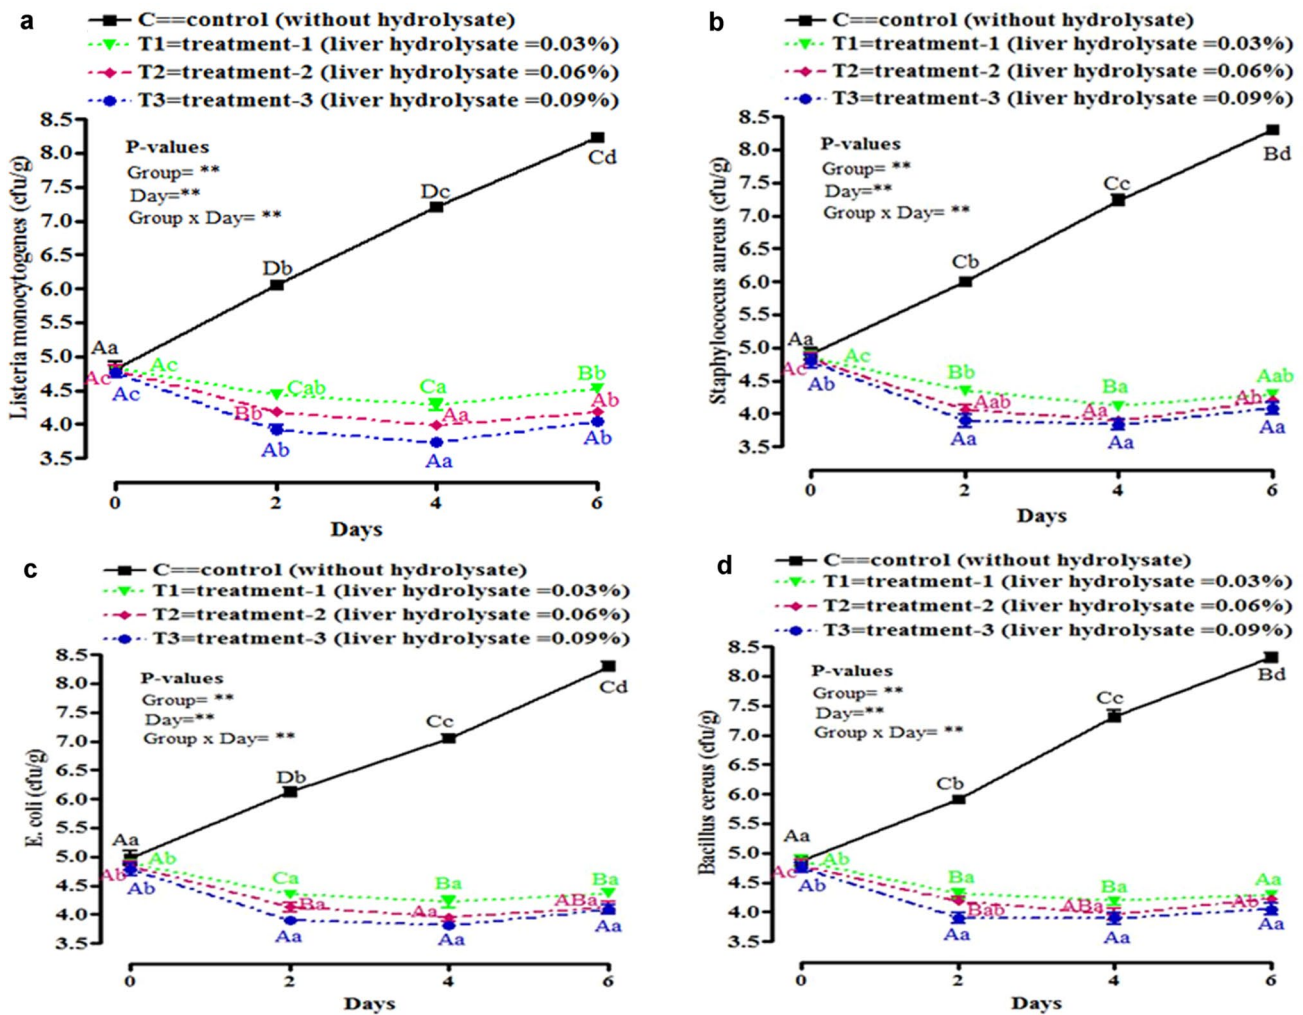 a
C==control (without hydrolysate)
T1=treatment-1 (liver hydrolysate =0.03%)
T2=treatment-2 (liver hydrolysate =0.06%)
T3=treatment-3 (liver hydrolysate =0.09%)
Listeria monocytogenes (cfu/g)
8.5
8.0
7.5
7.0
6.5
6.0
5.5
5.0
4.5
4.0
3.5
P-values
Group= **
Day=**
Group x Day= **
Cd
Dc
Db
Aa
Ac
Ac
Ac
Cab
Bb
Ab
Ca
Aa
Aa
Bb
Ab
Ab
0 2 4 6
Days
b
C==control (without hydrolysate)
T1=treatment-1 (liver hydrolysate =0.03%)
T2=treatment-2 (liver hydrolysate =0.06%)
T3=treatment-3 (liver hydrolysate =0.09%)
Staphylococcus aureus (cfu/g)
8.5
8.0
7.5
7.0
6.5
6.0
5.5
5.0
4.5
4.0
3.5
P-values
Group= **
Day=**
Group x Day= **
Bd
Cc
Cb
Aa
Ac
Ac
Ab
Bb
Aab
Aa
Ba
Aa
Aa
Aab
Ab
Aa
0 2 4 6
Days
c
C==control (without hydrolysate)
T1=treatment-1 (liver hydrolysate =0.03%)
T2=treatment-2 (liver hydrolysate =0.06%)
T3=treatment-3 (liver hydrolysate =0.09%)
E. coli (cfu/g)
8.5
8.0
7.5
7.0
6.5
6.0
5.5
5.0
4.5
4.0
3.5
P-values
Group= **
Day=**
Group x Day= **
Cd
Cc
Db
Aa
Ab
Ab
Ab
Ca
Ba
Aa
Ba
Aa
Aa
Ba
ABa
Aa
0 2 4 6
Days
d
C==control (without hydrolysate)
T1=treatment-1 (liver hydrolysate =0.03%)
T2=treatment-2 (liver hydrolysate =0.06%)
T3=treatment-3 (liver hydrolysate =0.09%)
Bacillus cereus (cfu/g)
8.5
8.0
7.5
7.0
6.5
6.0
5.5
5.0
4.5
4.0
3.5
P-values
Group= **
Day=**
Group x Day= **
Bd
Cc
Cb
Aa
Ab
Ac
Ab
Ba
Bab
Aa
Ba
ABa
Aa
Aa
Ab
Aa
0 2 4 6
Days